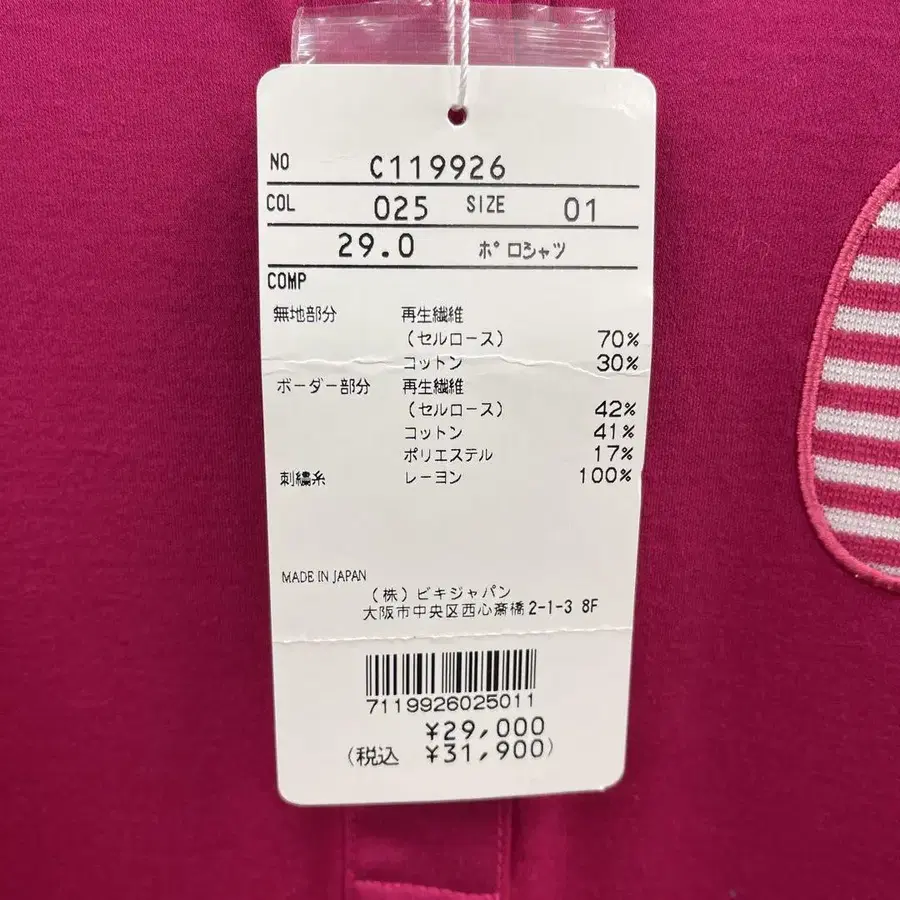 NO C119926
COL 025 SIZE 01
29.0 ポロシャツ
COMP
無地部分 再生繊維
(セルロース) 70%
コットン 30%
ボーダー部分 再生繊維
(セルロース) 42%
コットン 41%
ポリエステル 17%
刺繍糸 レーヨン 100%
MADE IN JAPAN
(株) ビキジャパン
大阪市中央区西心斎橋2-1-3 8F
7119926025011
¥29,000
(税込 ¥31,900)